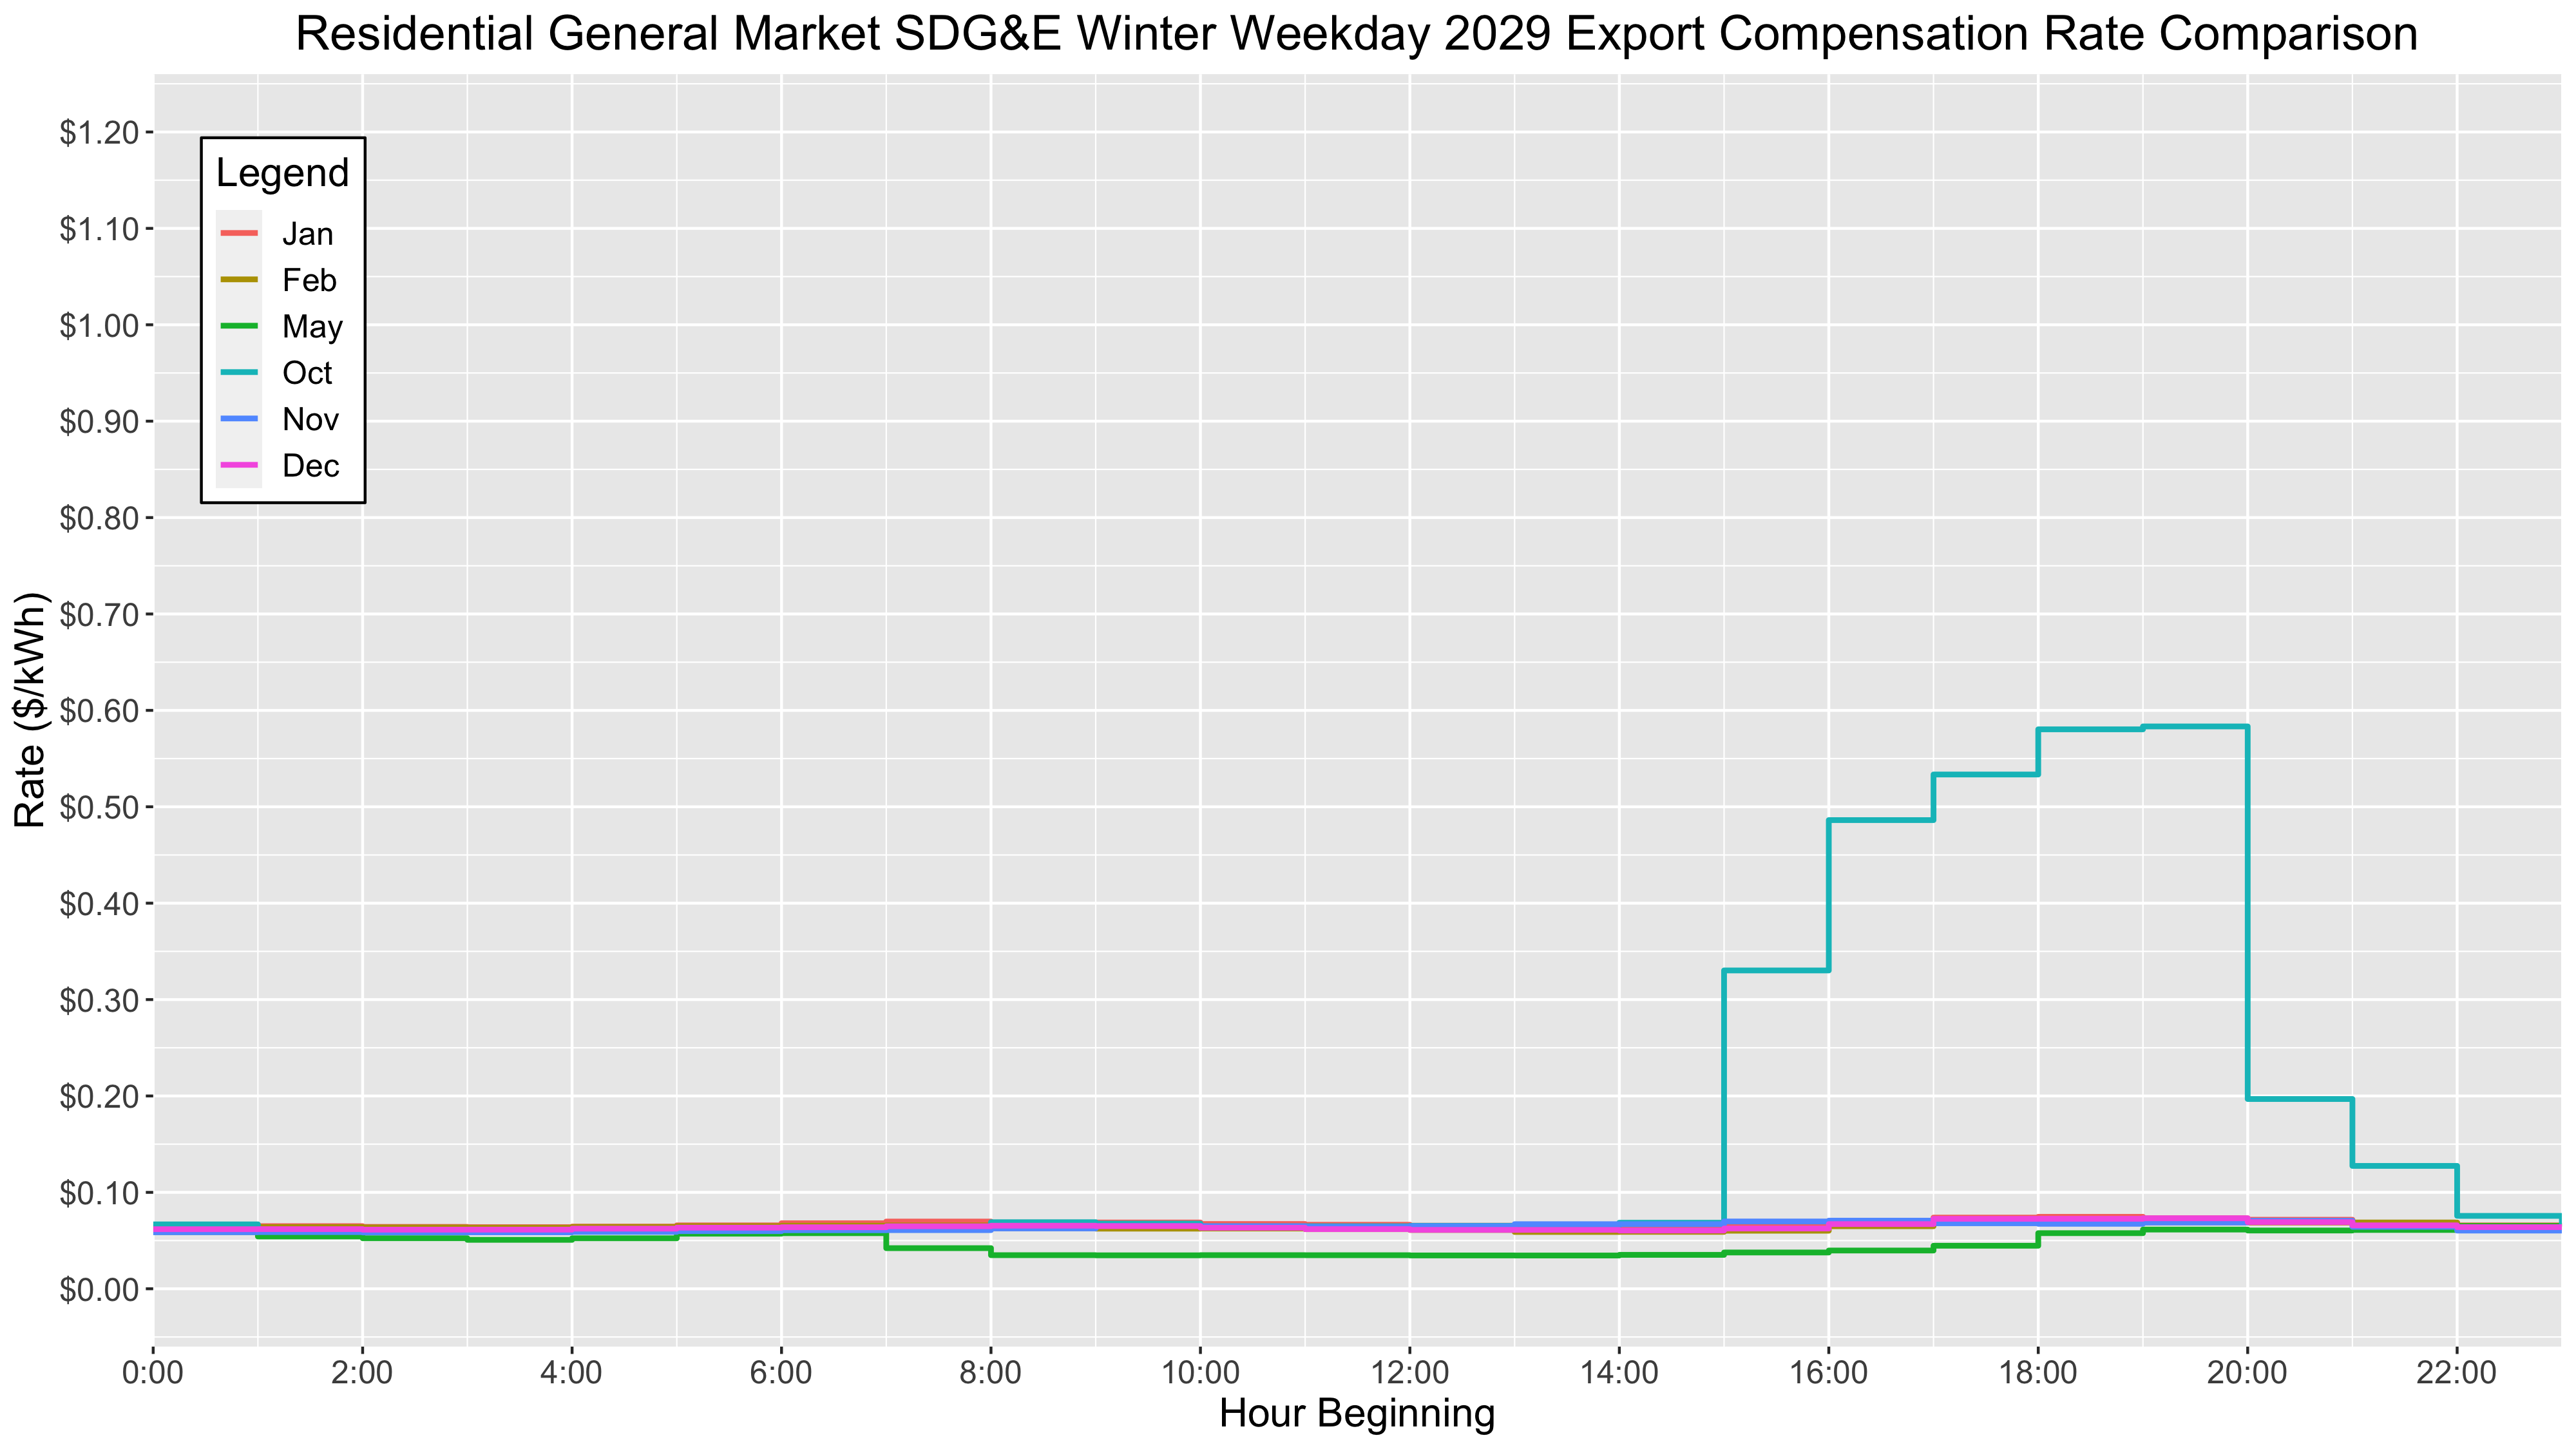 Residential General Market SDG&E Winter Weekday 2029 Export Compensation Rate Comparison
Legend
Jan
Feb
May
Oct
Nov
Dec
Rate ($/kWh)
$1.20
$1.10
$1.00
$0.90
$0.80
$0.70
$0.60
$0.50
$0.40
$0.30
$0.20
$0.10
$0.00
0:00 2:00 4:00 6:00 8:00 10:00 12:00 14:00 16:00 18:00 20:00 22:00
Hour Beginning